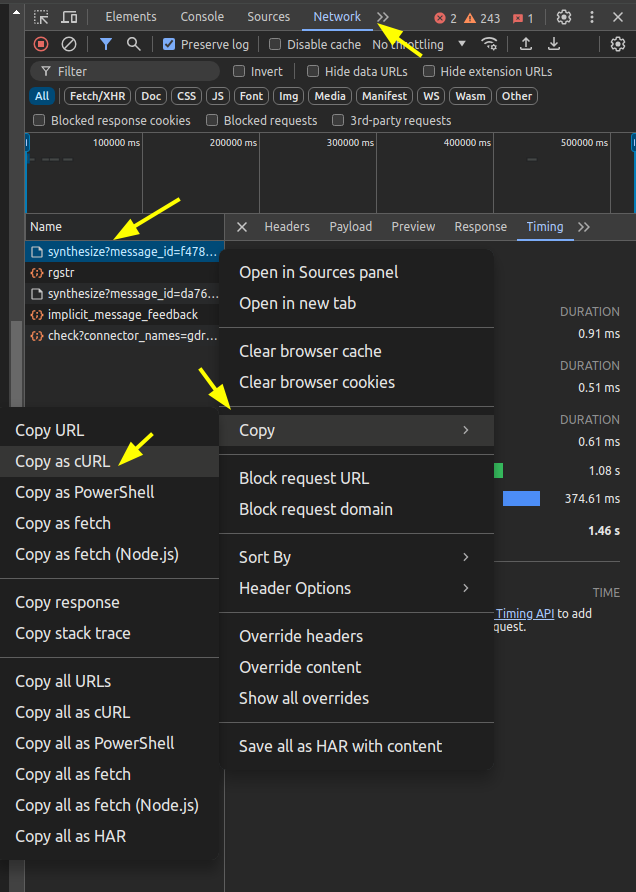 Elements Console Sources Network 2 243 1
Preserve log Disable cache No throttling
Filter Invert Hide data URLs Hide extension URLs
All Fetch/XHR Doc CSS JS Font Img Media Manifest WS Wasm Other
Blocked response cookies Blocked requests 3rd-party requests
100000 ms 200000 ms 300000 ms 400000 ms 500000 ms
Name Headers Payload Preview Response Timing
synthesize?message_id=f478...
rgstr
synthesize?message_id=da76...
implicit_message_feedback
check?connector_names=gdr...
Open in Sources panel
Open in new tab
Clear browser cache
Clear browser cookies
Copy
Block request URL
Block request domain
Sort By
Header Options
Override headers
Override content
Show all overrides
Save all as HAR with content
Copy URL
Copy as cURL
Copy as PowerShell
Copy as fetch
Copy as fetch (Node.js)
Copy response
Copy stack trace
Copy all URLs
Copy all as cURL
Copy all as PowerShell
Copy all as fetch
Copy all as fetch (Node.js)
Copy all as HAR
DURATION
0.91 ms
DURATION
0.51 ms
DURATION
0.61 ms
1.08 s
374.61 ms
1.46 s
TIME
Timing API to add
quest.